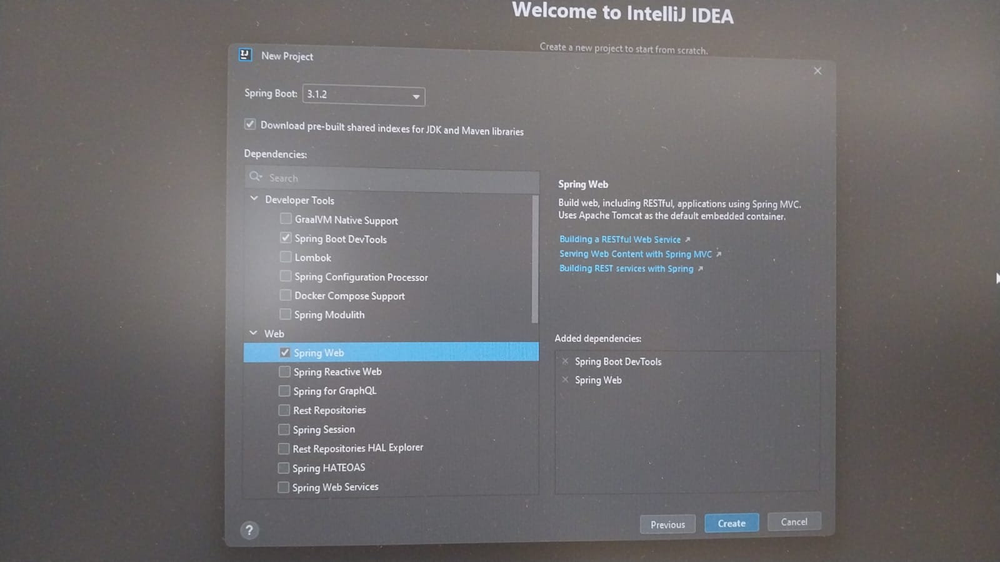 Welcome to IntelliJ IDEA
Create a new project to start from scratch.
IJ New Project
Spring Boot: 3.1.2
Download pre-built shared indexes for JDK and Maven libraries
Dependencies:
Search
Developer Tools
GraalVM Native Support
Spring Boot DevTools
Lombok
Spring Configuration Processor
Docker Compose Support
Spring Modulith
Web
Spring Web
Spring Reactive Web
Spring for GraphQL
Rest Repositories
Spring Session
Rest Repositories HAL Explorer
Spring HATEOAS
Spring Web Services
Spring Web
Build web, including RESTful, applications using Spring MVC.
Uses Apache Tomcat as the default embedded container.
Building a RESTful Web Service
Serving Web Content with Spring MVC
Building REST services with Spring
Added dependencies:
Spring Boot DevTools
Spring Web
?
Previous
Create
Cancel